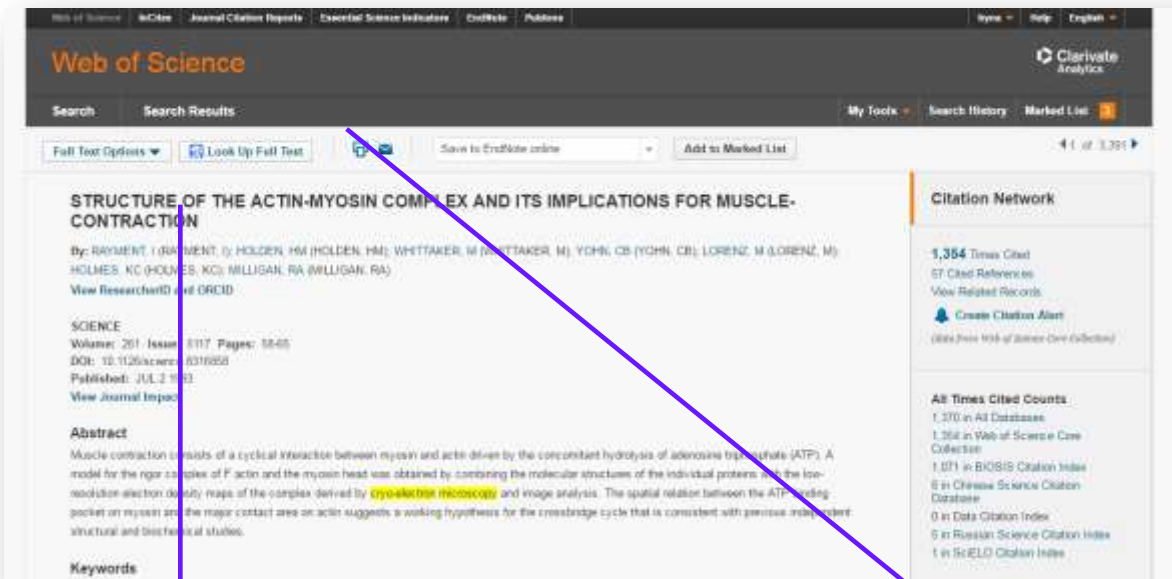 Web of Science InCites Journal Citation Reports Essential Science Indicators EndNote Publons Help English
Web of Science
Clarivate
Analytics
Search Search Results My Tools Search History Marked List
Full Text Options Look Up Full Text Save to EndNote online Add to Marked List
STRUCTURE OF THE ACTIN-MYOSIN COMPLEX AND ITS IMPLICATIONS FOR MUSCLE-
CONTRACTION
By: RAYMENT, I (RAYMENT, I); HOLDEN, HM (HOLDEN, HM); WHITTAKER, M (WHITTAKER, M); YOHN, CB (YOHN, CB); LORENZ, M (LORENZ, M);
HOLMES, KC (HOLMES, KC); MILLIGAN, RA (MILLIGAN, RA)
View ResearcherID and ORCID
SCIENCE
Volume: 261 Issue: 5117 Pages: 58-65
DOI: 10.1126/science.8316858
Published: JUL 2 1993
View Journal Impact
Abstract
Muscle contraction consists of a cyclical interaction between myosin and actin driven by the concomitant hydrolysis of adenosine triphosphate (ATP). A
model for the rigor complex of F actin and the myosin head was obtained by combining the molecular structures of the individual proteins with the low-
resolution electron density maps of the complex derived by cryo-electron microscopy and image analysis. The spatial relation between the ATP binding
pocket on myosin and the major contact area on actin suggests a working hypothesis for the crossbridge cycle that is consistent with previous independent
structural and biochemical studies.
Keywords
Citation Network
1,364 Times Cited
57 Cited References
View Related Records
Create Citation Alert
(data from Web of Science Core Collection)
All Times Cited Counts
1,370 in All Databases
1,364 in Web of Science Core
Collection
1,071 in BIOSIS Citation Index
6 in Chinese Science Citation
Database
0 in Data Citation Index
5 in Russian Science Citation Index
1 in SciELO Citation Index